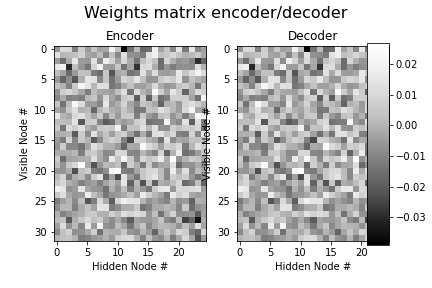 Weights matrix encoder/decoder
Encoder
Decoder
Visible Node #
0
5
10
15
20
25
30
0 5 10 15 20
Hidden Node #
Visible Node #
0
5
10
15
20
25
30
0 5 10 15 20
Hidden Node #
0.02
0.01
0.00
−0.01
−0.02
−0.03